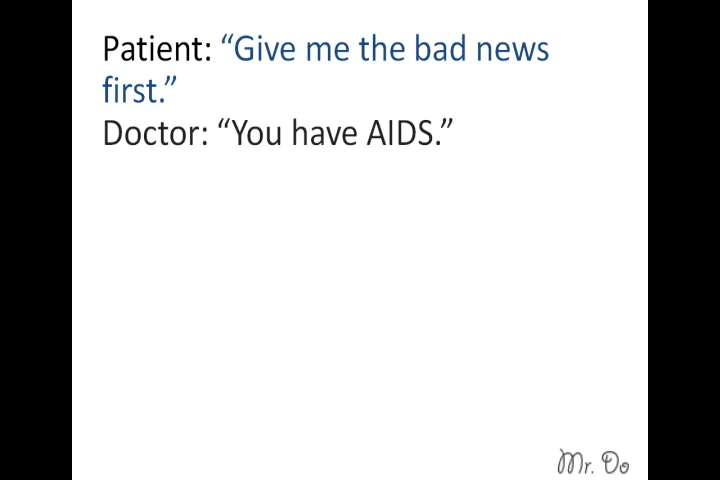 Patient: “Give me the bad news
first.”
Doctor: “You have AIDS.”
Mr. Do